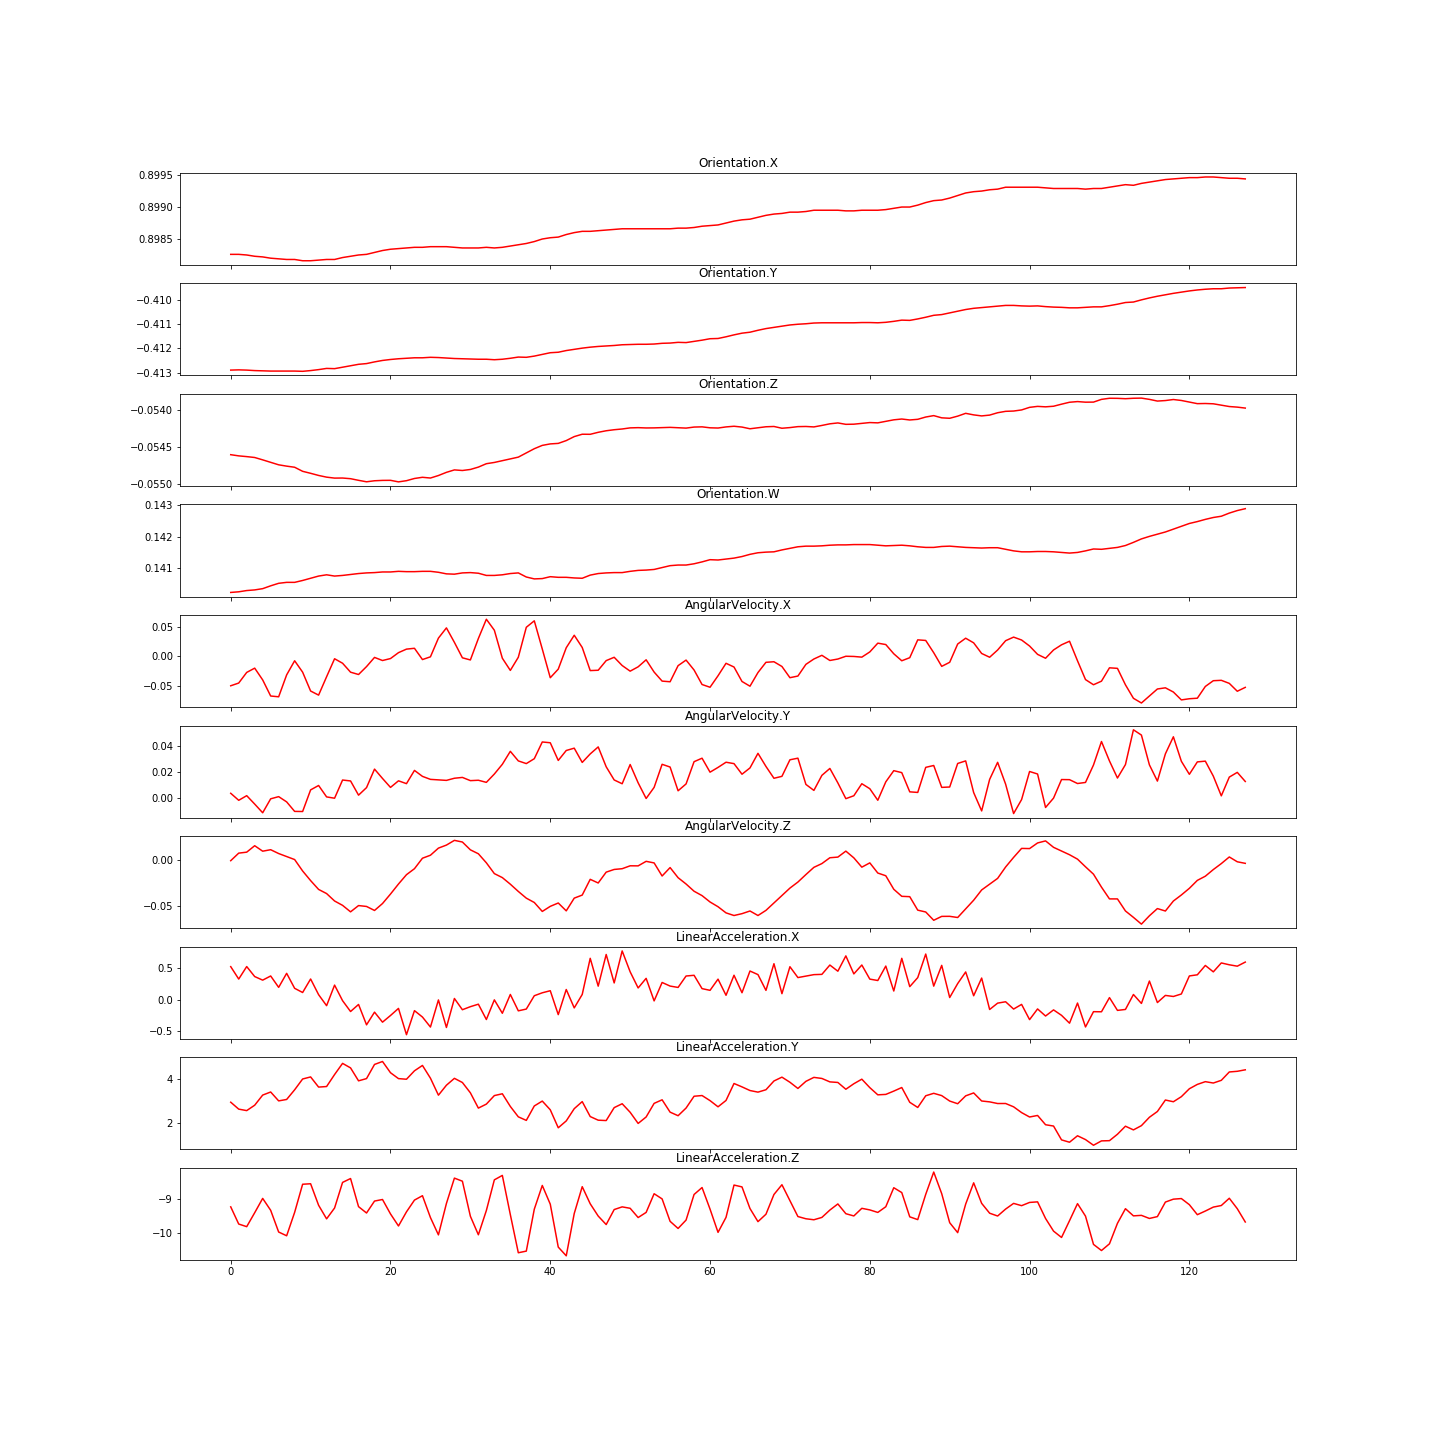 Orientation.X
0.8995
0.8990
0.8985
Orientation.Y
−0.410
−0.411
−0.412
−0.413
Orientation.Z
−0.0540
−0.0545
−0.0550
Orientation.W
0.143
0.142
0.141
AngularVelocity.X
0.05
0.00
−0.05
AngularVelocity.Y
0.04
0.02
0.00
AngularVelocity.Z
0.00
−0.05
LinearAcceleration.X
0.5
0.0
−0.5
LinearAcceleration.Y
4
2
LinearAcceleration.Z
−9
−10
0 20 40 60 80 100 120